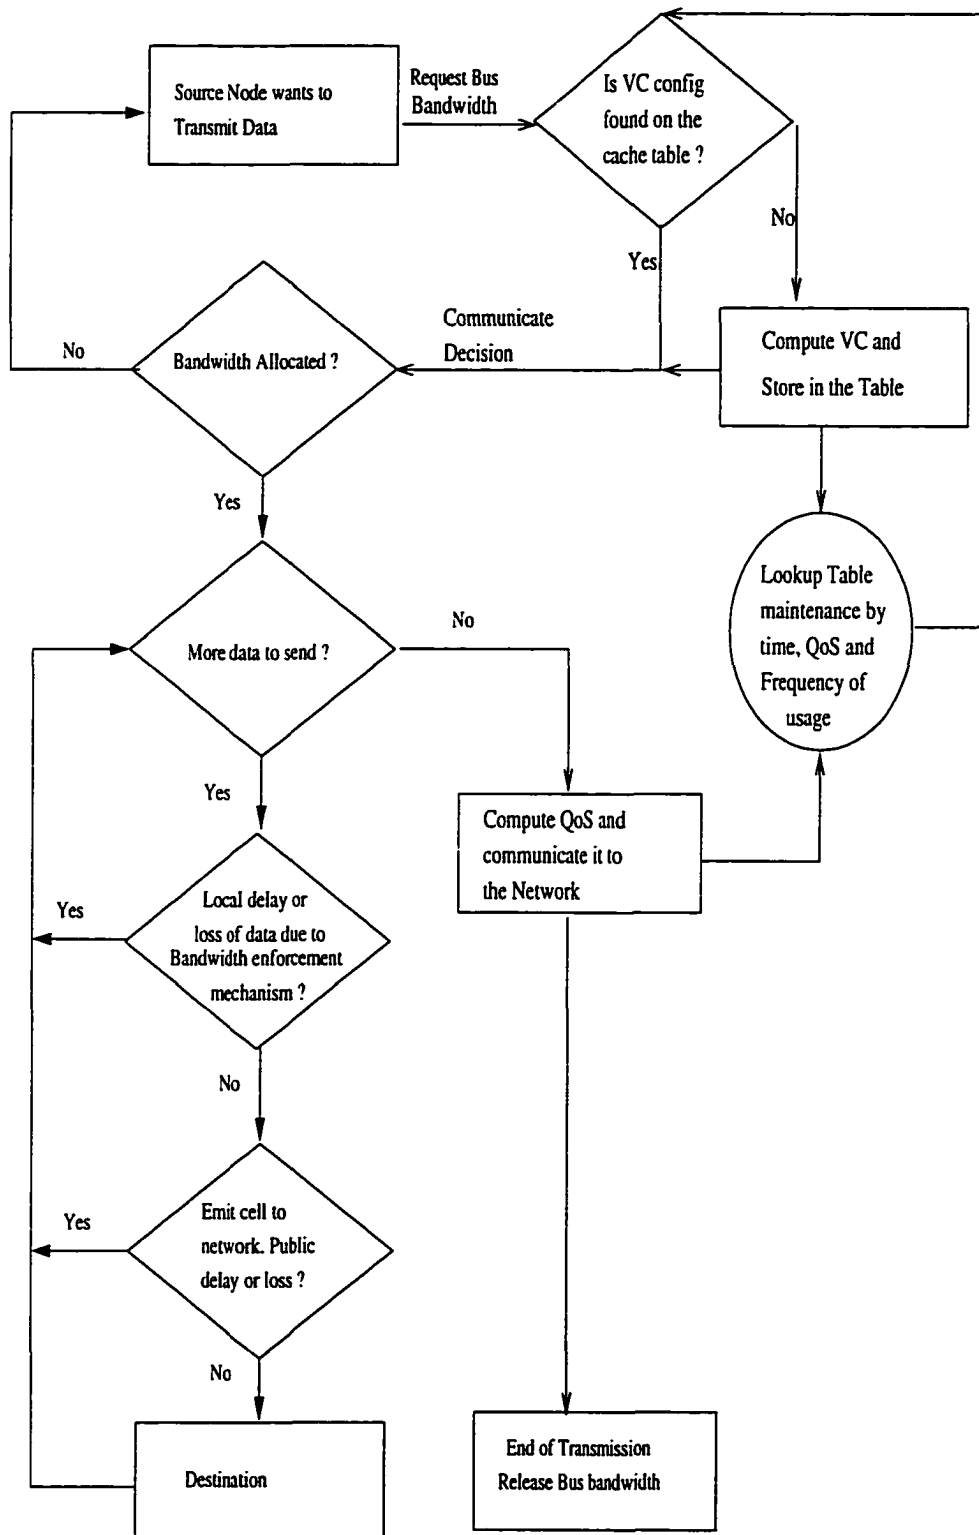 Source Node wants to
Transmit Data
Request Bus
Bandwidth
Is VC config
found on the
cache table ?
No
Yes
Communicate
Decision
Compute VC and
Store in the Table
Bandwidth Allocated ?
No
Yes
Lookup Table
maintenance by
time, QoS and
Frequency of
usage
More data to send ?
No
Yes
Compute QoS and
communicate it to
the Network
Local delay or
loss of data due to
Bandwidth enforcement
mechanism ?
Yes
No
Emit cell to
network. Public
delay or loss ?
Yes
No
Destination
End of Transmission
Release Bus bandwidth